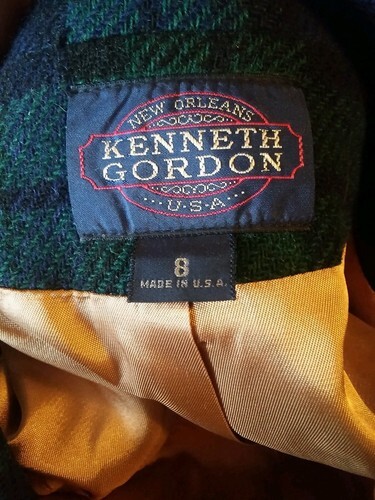 NEW ORLEANS
KENNETH
GORDON
U·S·A
8
MADE IN U.S.A.